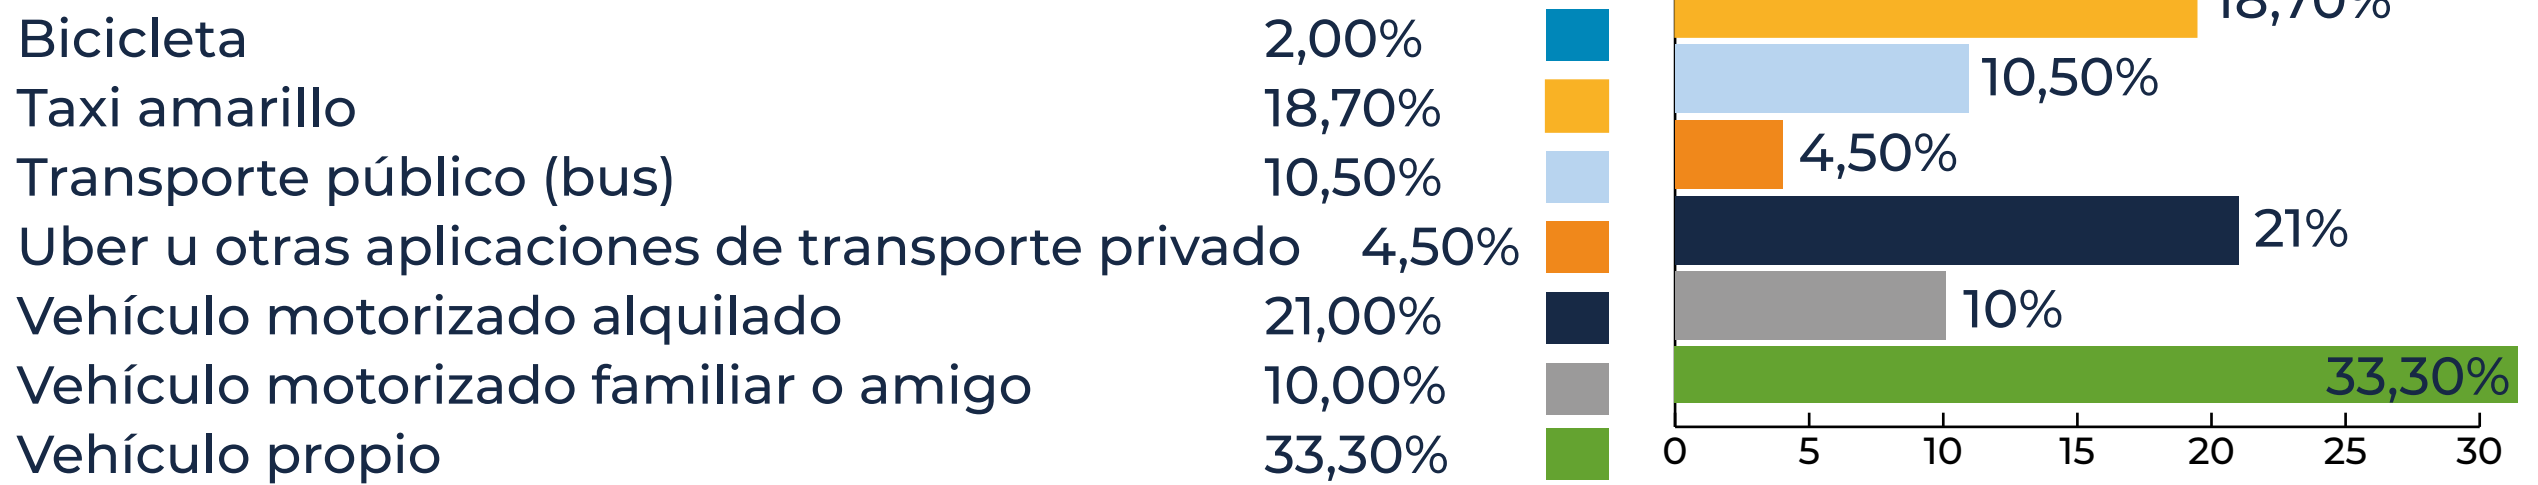 Bicicleta 2,00%
Taxi amarillo 18,70%
Transporte público (bus) 10,50%
Uber u otras aplicaciones de transporte privado 4,50%
Vehículo motorizado alquilado 21,00%
Vehículo motorizado familiar o amigo 10,00%
Vehículo propio 33,30%
18,70%
10,50%
4,50%
21%
10%
33,30%
0 5 10 15 20 25 30